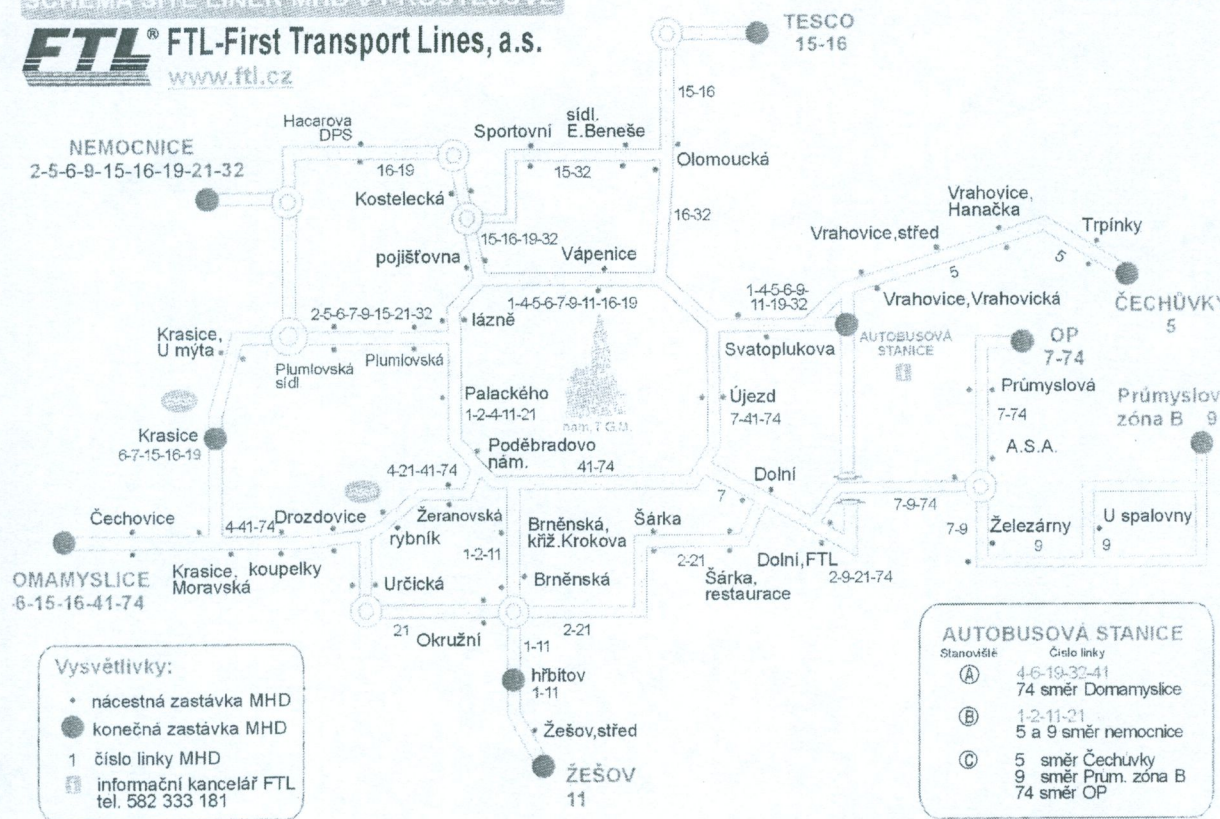 SCHÉMA SÍTĚ LINEK MHD V PROSTĚJOVĚ
FTL® FTL-First Transport Lines, a.s.
www.ftl.cz
TESCO
15-16
15-16
NEMOCNICE
2-5-6-9-15-16-19-21-32
Hacarova
DPS
16-19
Kostelecká
Sportovní
sídl.
E.Beneše
15-32
Olomoucká
16-32
15-16-19-32
pojišťovna
Vápenice
1-4-5-6-7-9-11-16-19
Vrahovice,
Hanačka
Vrahovice,střed
Trpínky
5
5
1-4-5-6-9-
11-19-32
Vrahovice,Vrahovická
ČECHŮVKY
5
2-5-6-7-9-15-21-32
lázně
Krasice,
U mýta
Plumlovská
sídl
Plumlovská
Svatoplukova
AUTOBUSOVÁ
STANICE
i
OP
7-74
Palackého
1-2-4-11-21
nám.T.G.M.
Újezd
7-41-74
Průmyslová
7-74
Průmyslov
zóna B 9
Krasice
6-7-15-16-19
Poděbradovo
nám.
A.S.A.
4-21-41-74
41-74
Dolní
7
7-9-74
Čechovice
4-41-74
Drozdovice
rybník
Žeranovská
Brněnská,
kříž.Krokova
1-2-11
Šárka
7-9
Železárny
9
U spalovny
9
OMAMYSLICE
-6-15-16-41-74
Krasice,
Moravská
koupelky
Určická
Brněnská
2-21
Šárka,
restaurace
Dolní,FTL
2-9-21-74
21
Okružní
2-21
1-11
hřbitov
1-11
Žešov,střed
ŽEŠOV
11
Vysvětlivky:
nácestná zastávka MHD
konečná zastávka MHD
1 číslo linky MHD
i informační kancelář FTL
tel. 582 333 181
AUTOBUSOVÁ STANICE
Stanoviště Číslo linky
A 4-6-19-32-41
74 směr Domamyslice
B 1-2-11-21
5 a 9 směr nemocnice
C 5 směr Čechůvky
9 směr Prům. zóna B
74 směr OP